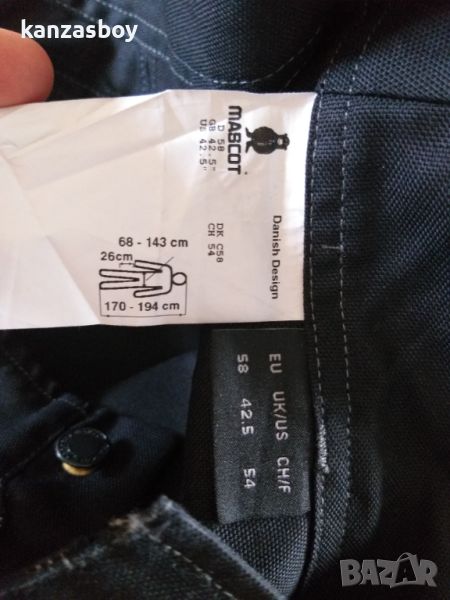 kanzasboy
MASCOT
D 58
GB 42.5"
US 42.5"
DK C58
CH 54
Danish Design
68 - 143 cm
26cm
170 - 194 cm
EU UK/US CH/F
58 42.5 54
BAZAR